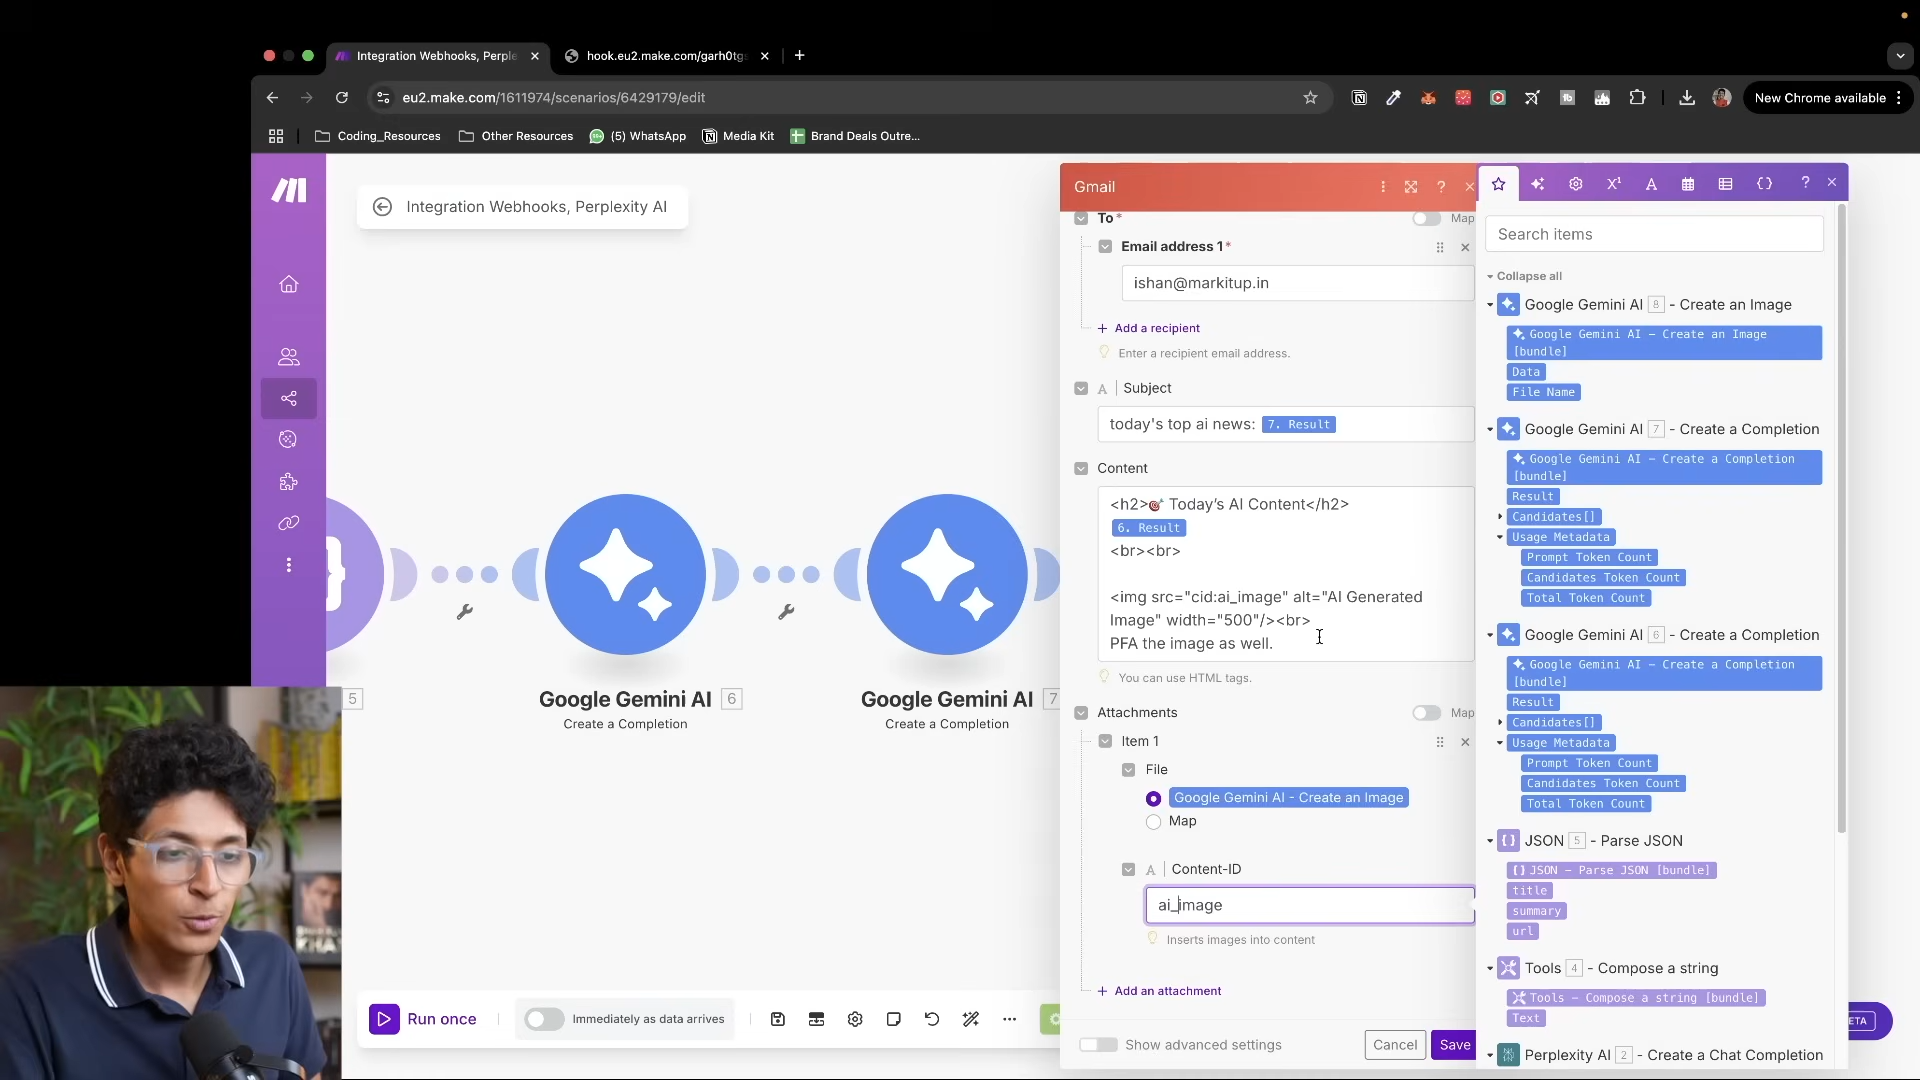 Integration Webhooks, Perple
hook.eu2.make.com/garh0tgs
eu2.make.com/1611974/scenarios/6429179/edit
New Chrome available
Coding_Resources
Other Resources
(5) WhatsApp
Media Kit
Brand Deals Outre...
Integration Webhooks, Perplexity AI
5
Google Gemini AI 6
Create a Completion
Google Gemini AI 7
Create a Completion
Run once
Immediately as data arrives
Gmail
To*
Map
Email address 1*
ishan@markitup.in
+ Add a recipient
Enter a recipient email address.
A | Subject
today's top ai news: 7. Result
Content
<h2>🎯 Today’s AI Content</h2>
6. Result
<br><br>
<img src="cid:ai_image" alt="AI Generated
Image" width="500"/><br>
PFA the image as well.
You can use HTML tags.
Attachments
Map
Item 1
File
Google Gemini AI - Create an Image
Map
A | Content-ID
ai_image
Inserts images into content
+ Add an attachment
Show advanced settings
Cancel
Save
Search items
Collapse all
Google Gemini AI 8 - Create an Image
Google Gemini AI – Create an Image
[bundle]
Data
File Name
Google Gemini AI 7 - Create a Completion
Google Gemini AI – Create a Completion
[bundle]
Result
Candidates[]
Usage Metadata
Prompt Token Count
Candidates Token Count
Total Token Count
Google Gemini AI 6 - Create a Completion
Google Gemini AI – Create a Completion
[bundle]
Result
Candidates[]
Usage Metadata
Prompt Token Count
Candidates Token Count
Total Token Count
JSON 5 - Parse JSON
JSON – Parse JSON [bundle]
title
summary
url
Tools 4 - Compose a string
Tools – Compose a string [bundle]
Text
Perplexity AI 2 - Create a Chat Completion
ETA